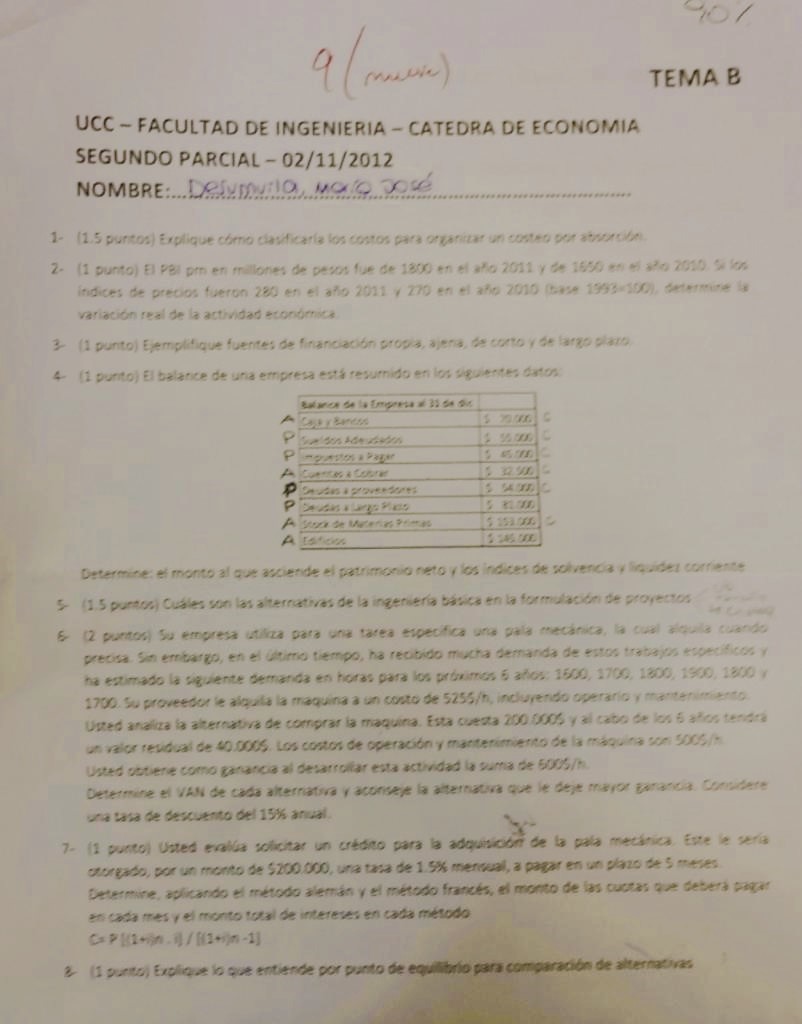 90%
9 (nueve)
TEMA B
UCC – FACULTAD DE INGENIERIA – CATEDRA DE ECONOMIA
SEGUNDO PARCIAL – 02/11/2012
NOMBRE: José
1- (1.5 puntos) Explique cómo clasificaría los costos para organizar un costeo por absorción.
2- (1 punto) El PBI pm en millones de pesos fue de 1800 en el año 2011 y de 1650 en el año 2010. Si los
índices de precios fueron 280 en el año 2011 y 270 en el año 2010 (base 1993=100), determine la
variación real de la actividad económica.
3- (1 punto) Ejemplifique fuentes de financiación propia, ajena, de corto y de largo plazo.
4- (1 punto) El balance de una empresa está resumido en los siguientes datos:
Balance de la Empresa al 31 de dic
A Caja y Bancos $ 70.000 C
P Sueldos Adeudados $ 55.000 C
P Impuestos a Pagar $ 45.000 C
A Cuentas a Cobrar $ 32.500 C
P Deudas a proveedores $ 54.000 C
P Deudas a Largo Plazo $ 81.000
A Stock de Materias Primas $ 153.000 C
A Edificios $ 145.000
Determine: el monto al que asciende el patrimonio neto y los índices de solvencia y liquidez corriente
5- (1.5 puntos) Cuáles son las alternativas de la ingeniería básica en la formulación de proyectos
6- (2 puntos) Su empresa utiliza para una tarea específica una pala mecánica, la cual alquila cuando
precisa. Sin embargo, en el último tiempo, ha recibido mucha demanda de estos trabajos específicos y
ha estimado la siguiente demanda en horas para los próximos 6 años: 1600, 1700, 1800, 1900, 1800 y
1700. Su proveedor le alquila la maquina a un costo de 525$/h, incluyendo operario y mantenimiento.
Usted analiza la alternativa de comprar la maquina. Esta cuesta 200.000$ y al cabo de los 6 años tendrá
un valor residual de 40.000$. Los costos de operación y mantenimiento de la máquina son 500$/h.
Usted obtiene como ganancia al desarrollar esta actividad la suma de 600$/h.
Determine el VAN de cada alternativa y aconseje la alternativa que le deje mayor ganancia. Considere
una tasa de descuento del 15% anual.
7- (1 punto) Usted evalúa solicitar un crédito para la adquisición de la pala mecánica. Este le sería
otorgado, por un monto de $200.000, una tasa de 1.5% mensual, a pagar en un plazo de 5 meses.
Determine, aplicando el método alemán y el método francés, el monto de las cuotas que deberá pagar
en cada mes y el monto total de intereses en cada método
C= P [(1+i)n . i] / [(1+i)n -1]
8- (1 punto) Explique lo que entiende por punto de equilibrio para comparación de alternativas